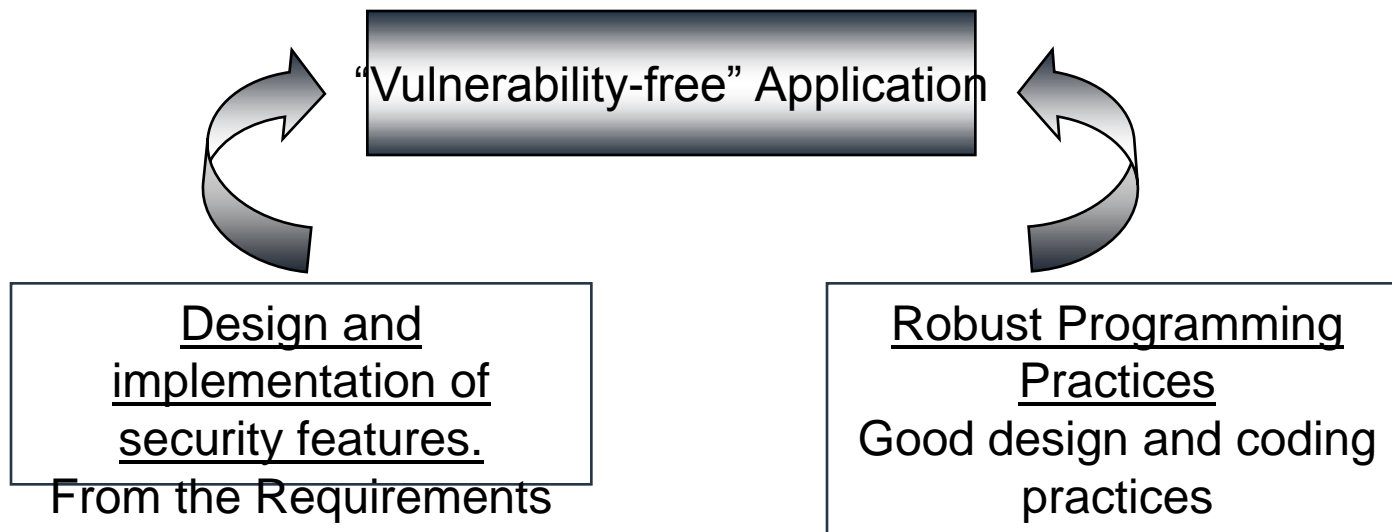 “Vulnerability-free” Application
Design and
implementation of
security features.
From the Requirements
Robust Programming
Practices
Good design and coding
practices